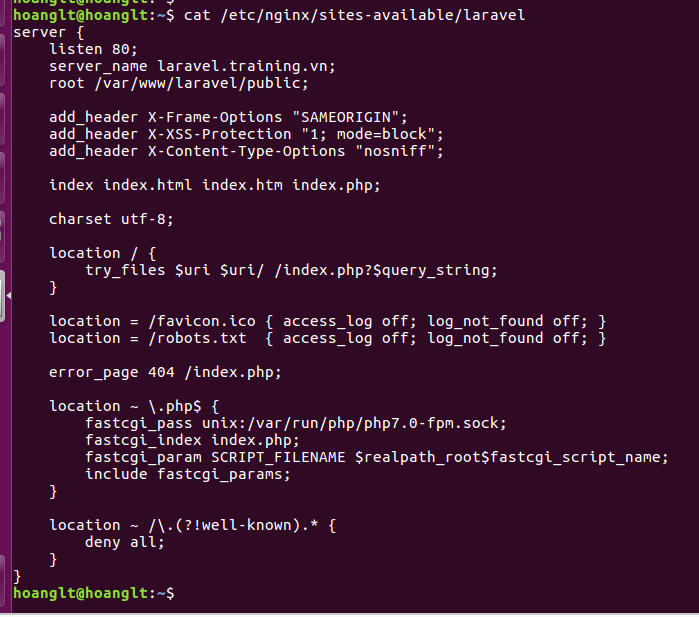 hoanglt@hoanglt:~$
hoanglt@hoanglt:~$ cat /etc/nginx/sites-available/laravel
server {
    listen 80;
    server_name laravel.training.vn;
    root /var/www/laravel/public;

    add_header X-Frame-Options "SAMEORIGIN";
    add_header X-XSS-Protection "1; mode=block";
    add_header X-Content-Type-Options "nosniff";

    index index.html index.htm index.php;

    charset utf-8;

    location / {
        try_files $uri $uri/ /index.php?$query_string;
    }

    location = /favicon.ico { access_log off; log_not_found off; }
    location = /robots.txt  { access_log off; log_not_found off; }

    error_page 404 /index.php;

    location ~ \.php$ {
        fastcgi_pass unix:/var/run/php/php7.0-fpm.sock;
        fastcgi_index index.php;
        fastcgi_param SCRIPT_FILENAME $realpath_root$fastcgi_script_name;
        include fastcgi_params;
    }

    location ~ /\.(?!well-known).* {
        deny all;
    }
}
hoanglt@hoanglt:~$